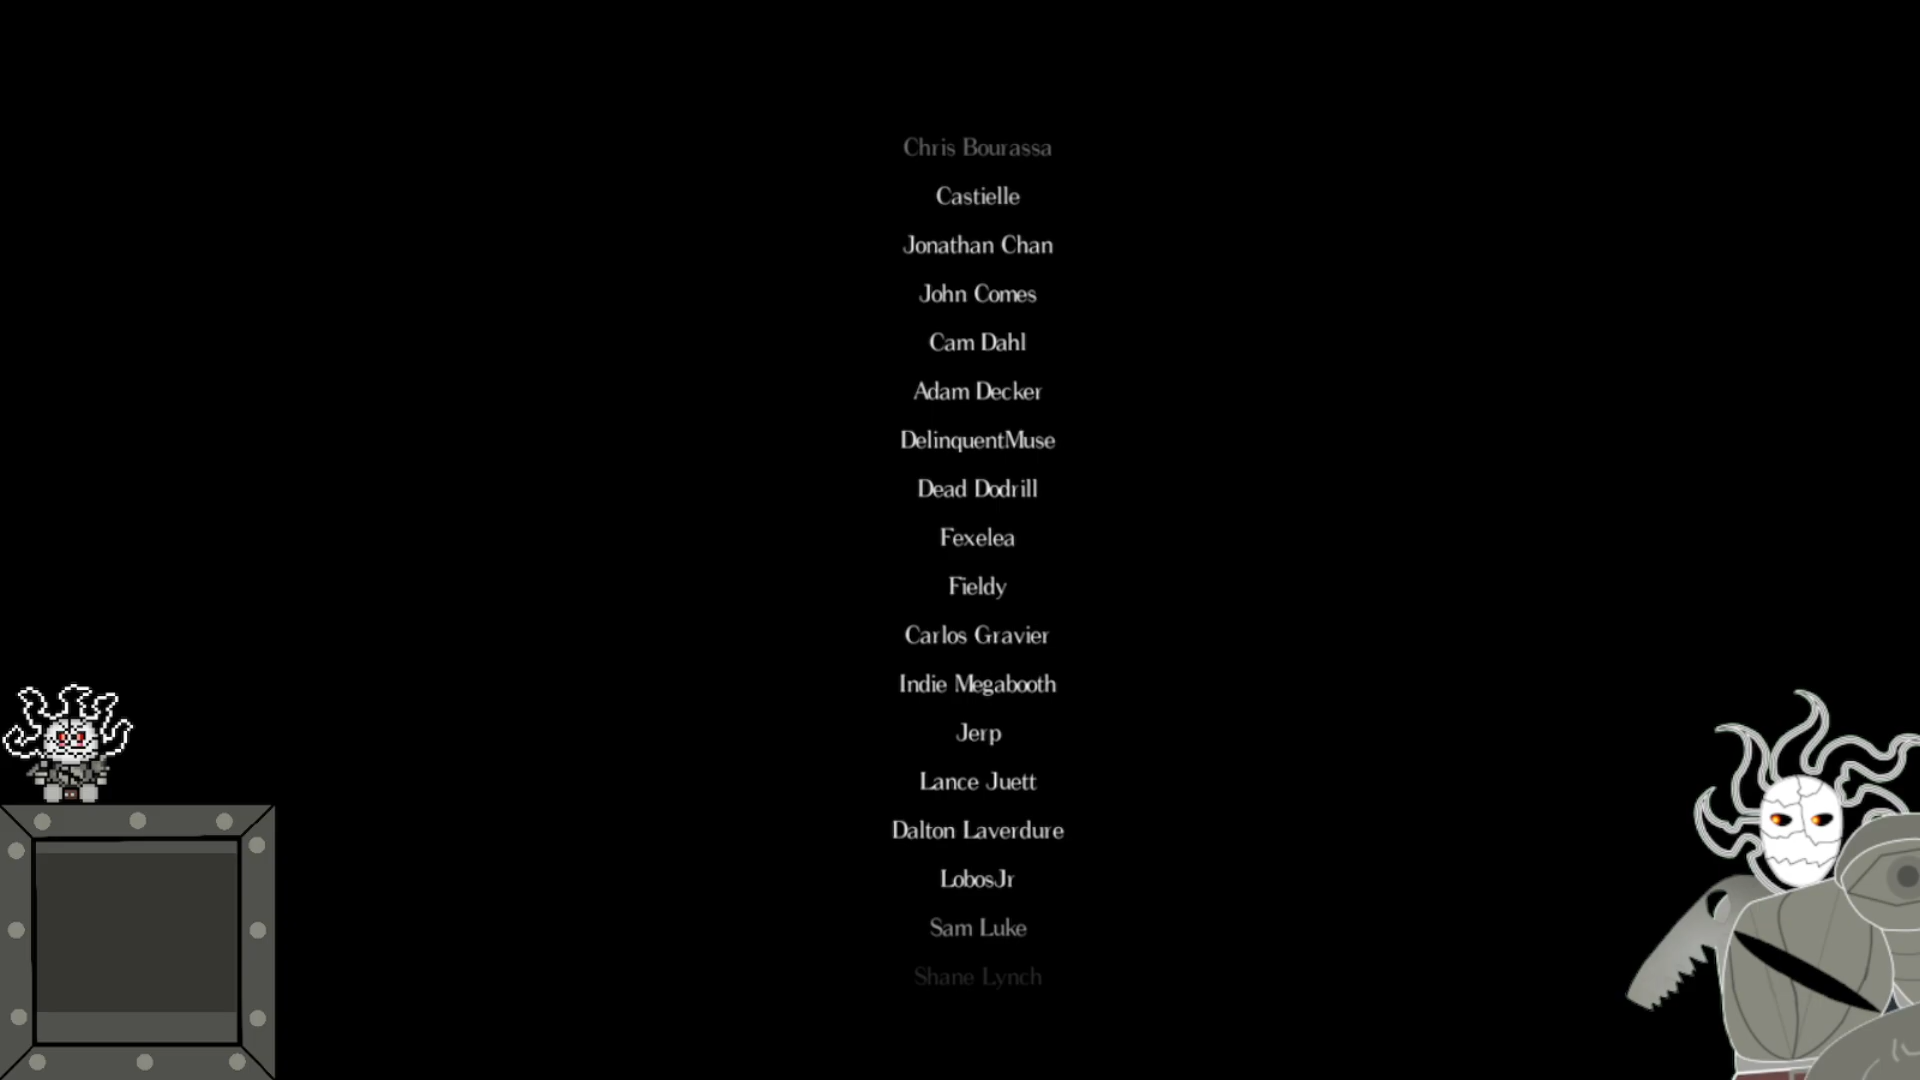 Chris Bourassa
Castielle
Jonathan Chan
John Comes
Cam Dahl
Adam Decker
DelinquentMuse
Dead Dodrill
Fexelea
Fieldy
Carlos Gravier
Indie Megabooth
Jerp
Lance Juett
Dalton Laverdure
LobosJr
Sam Luke
Shane Lynch